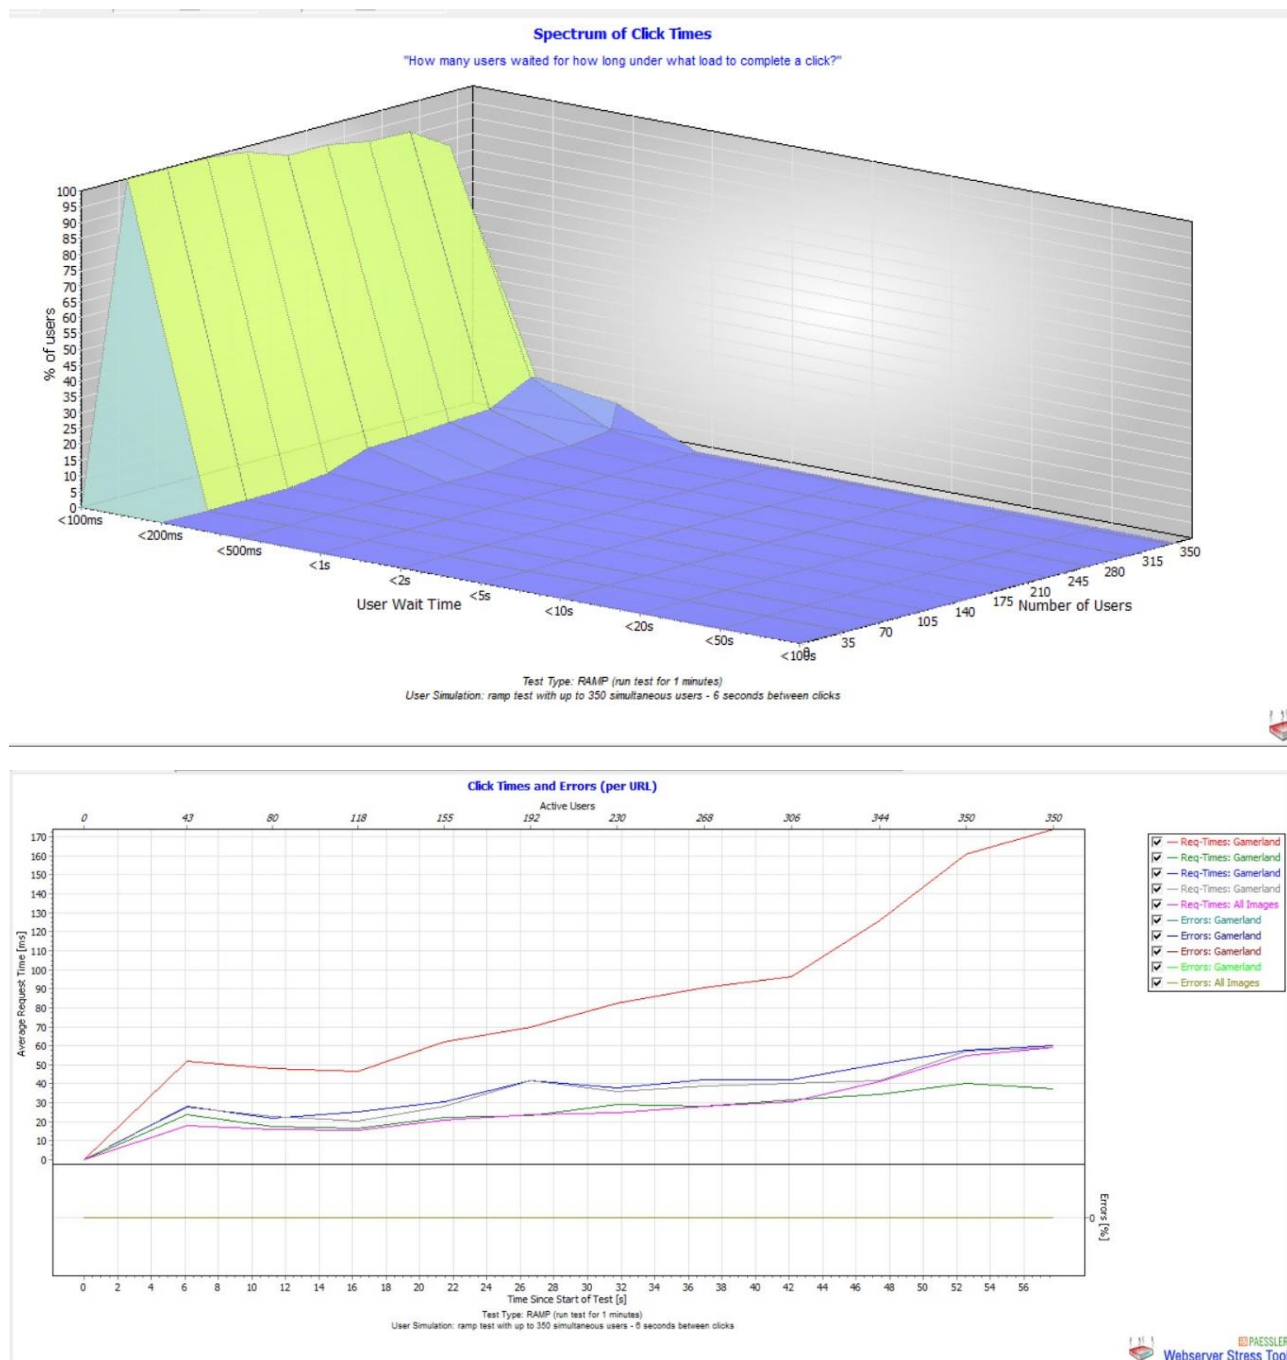 Spectrum of Click Times
"How many users waited for how long under what load to complete a click?"
% of users
100
95
90
85
80
75
70
65
60
55
50
45
40
35
30
25
20
15
10
5
0
<100ms
<200ms
<500ms
<1s
<2s
<5s
<10s
<20s
<50s
<100s
User Wait Time
0
35
70
105
140
175
210
245
280
315
350
Number of Users
Test Type: RAMP (run test for 1 minutes)
User Simulation: ramp test with up to 350 simultaneous users - 6 seconds between clicks
Click Times and Errors (per URL)
Active Users
0 43 80 118 155 192 230 268 306 344 350 350
Average Request Time [ms]
170
160
150
140
130
120
110
100
90
80
70
60
50
40
30
20
10
0
Req-Times: Gamerland
Req-Times: Gamerland
Req-Times: Gamerland
Req-Times: Gamerland
Req-Times: All Images
Errors: Gamerland
Errors: Gamerland
Errors: Gamerland
Errors: Gamerland
Errors: All Images
0
Errors [%]
0 2 4 6 8 10 12 14 16 18 20 22 24 26 28 30 32 34 36 38 40 42 44 46 48 50 52 54 56
Time Since Start of Test [s]
Test Type: RAMP (run test for 1 minutes)
User Simulation: ramp test with up to 350 simultaneous users - 6 seconds between clicks
PAESSLER
Webserver Stress Tool